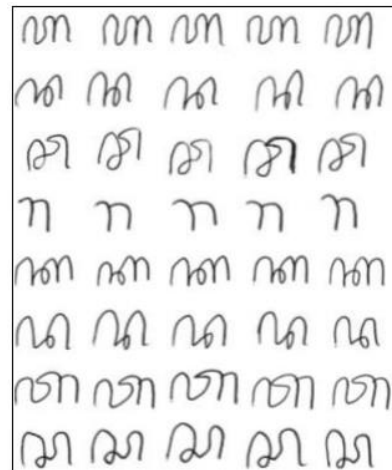 ꦲ ꦲ ꦲ ꦲ ꦲ
ꦤ ꦤ ꦤ ꦤ ꦤ
ꦕ ꦕ ꦕ ꦕ ꦕ
ꦫ ꦫ ꦫ ꦫ ꦫ
ꦏ ꦏ ꦏ ꦏ ꦏ
ꦢ ꦢ ꦢ ꦢ ꦢ
ꦠ ꦠ ꦠ ꦠ ꦠ
ꦱ ꦱ ꦱ ꦱ ꦱ